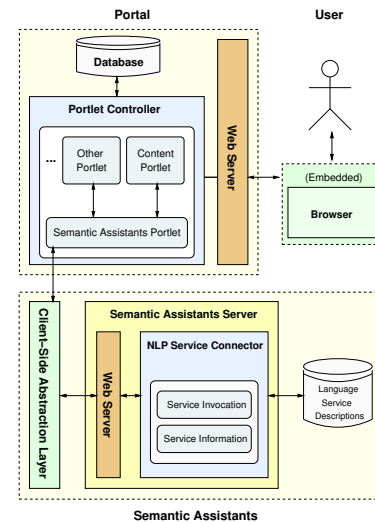 Portal
User
Database
Portlet Controller
...
Other
Portlet
Content
Portlet
Semantic Assistants Portlet
Web Server
(Embedded)
Browser
Client–Side Abstraction Layer
Semantic Assistants Server
Web Server
NLP Service Connector
Service Invocation
Service Information
Language
Service
Descriptions
Semantic Assistants